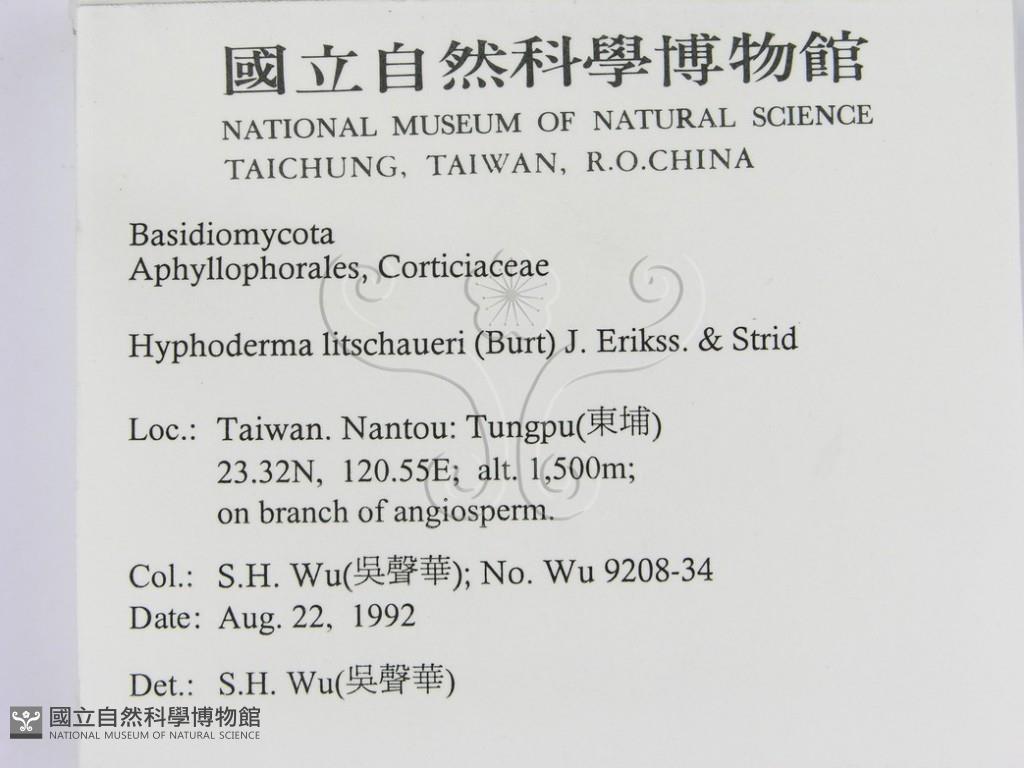 國立自然科學博物館
NATIONAL MUSEUM OF NATURAL SCIENCE
TAICHUNG, TAIWAN, R.O.CHINA
Basidiomycota
Aphyllophorales, Corticiaceae
Hyphoderma litschaueri (Burt) J. Erikss. & Strid
Loc.: Taiwan. Nantou: Tungpu(東埔)
23.32N, 120.55E; alt. 1,500m;
on branch of angiosperm.
Col.: S.H. Wu(吳聲華); No. Wu 9208-34
Date: Aug. 22, 1992
Det.: S.H. Wu(吳聲華)
國立自然科學博物館
NATIONAL MUSEUM OF NATURAL SCIENCE